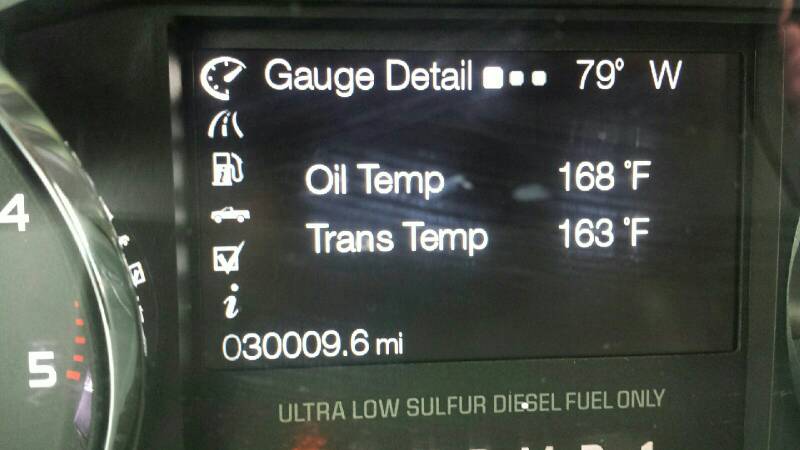 Gauge Detail 79° W
Oil Temp 168 °F
Trans Temp 163 °F
030009.6 mi
4
5
ULTRA LOW SULFUR DIESEL FUEL ONLY